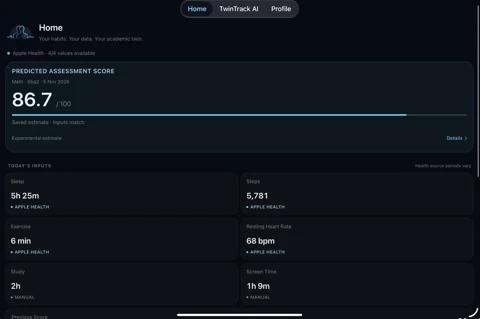 Home TwinTrack AI Profile
Home
Your habits. Your data. Your academic twin.
Apple Health · 4/4 values available
PREDICTED ASSESSMENT SCORE
86.7 / 100
Saved estimate · Inputs match
Experimental estimate
Details >
TODAY'S INPUTS
Health source periods vary
Sleep
5h 25m
• APPLE HEALTH
Steps
5,781
• APPLE HEALTH
Exercise
6 min
• APPLE HEALTH
Resting Heart Rate
68 bpm
• APPLE HEALTH
Study
2h
• MANUAL
Screen Time
1h 9m
• MANUAL
Previous Score